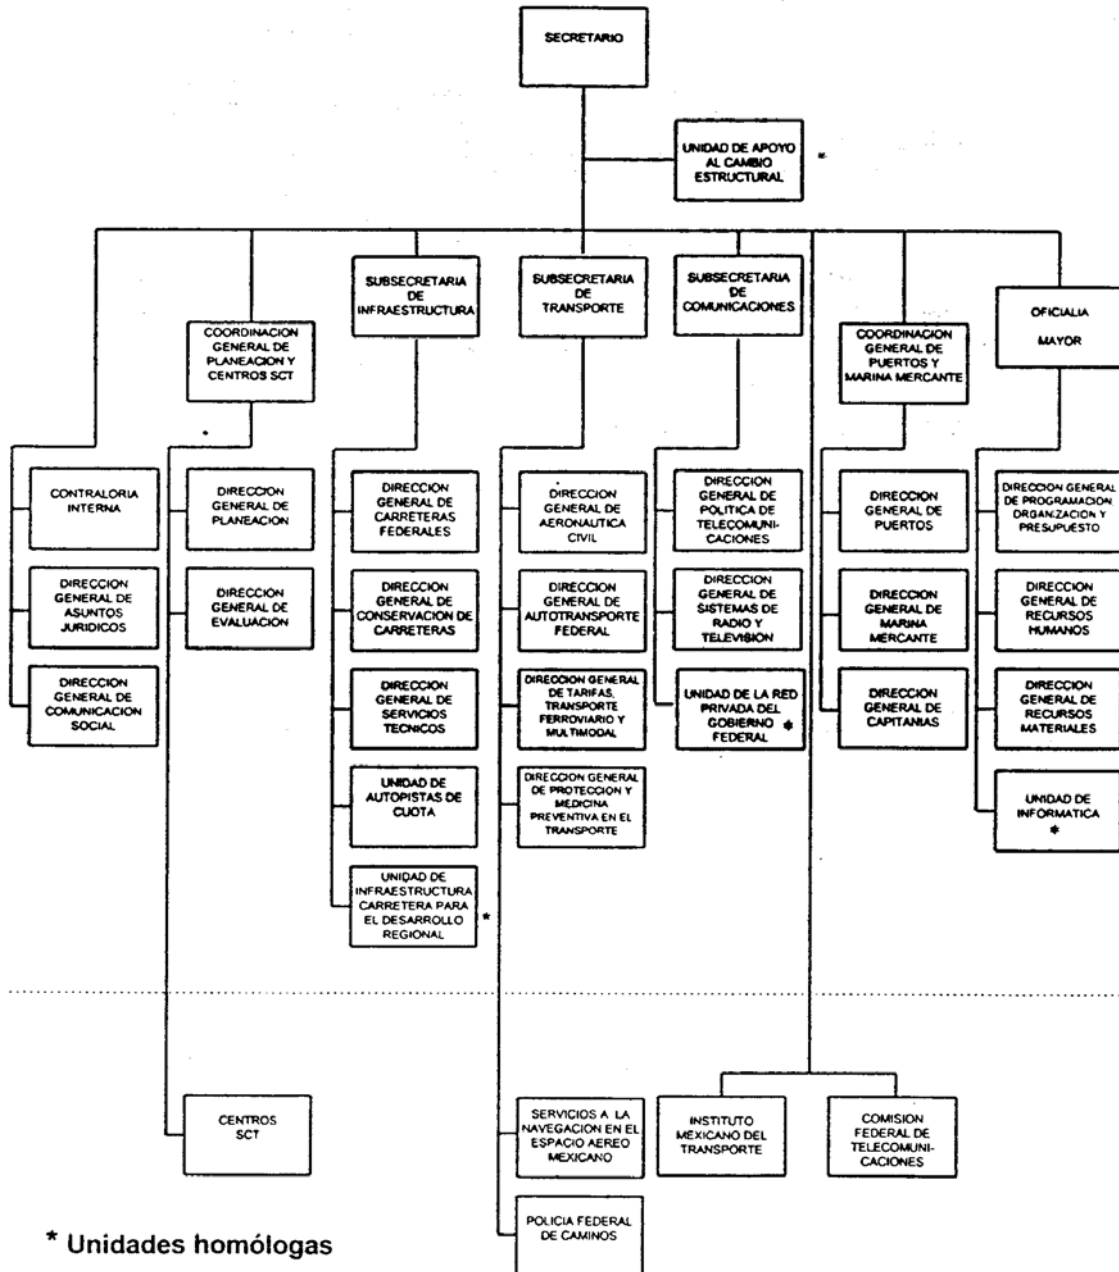 SECRETARIO
UNIDAD DE APOYO
AL CAMBIO
ESTRUCTURAL
*
SUBSECRETARIA
DE
INFRAESTRUCTURA
SUBSECRETARIA
DE
TRANSPORTE
SUBSECRETARIA
DE
COMUNICACIONES
OFICIALIA
MAYOR
COORDINACION
GENERAL DE
PLANEACION Y
CENTROS SCT
COORDINACION
GENERAL DE
PUERTOS Y
MARINA MERCANTE
CONTRALORIA
INTERNA
DIRECCION
GENERAL DE
ASUNTOS
JURIDICOS
DIRECCION
GENERAL DE
COMUNICACION
SOCIAL
DIRECCION
GENERAL
DE PLANEACION
DIRECCION
GENERAL DE
EVALUACION
DIRECCION
GENERAL DE
CARRETERAS
FEDERALES
DIRECCION
GENERAL DE
CONSERVACION DE
CARRETERAS
DIRECCION
GENERAL DE
SERVICIOS
TECNICOS
UNIDAD DE
AUTOPISTAS DE
CUOTA
UNIDAD DE
INFRAESTRUCTURA
CARRETERA PARA
EL DESARROLLO
REGIONAL
*
DIRECCION
GENERAL DE
AERONAUTICA
CIVIL
DIRECCION
GENERAL DE
AUTOTRANSPORTE
FEDERAL
DIRECCION GENERAL
DE TARIFAS,
TRANSPORTE
FERROVIARIO Y
MULTIMODAL
DIRECCION GENERAL
DE PROTECCION Y
MEDICINA
PREVENTIVA EN EL
TRANSPORTE
DIRECCION
GENERAL DE
POLITICA DE
TELECOMUNI-
CACIONES
DIRECCION
GENERAL DE
SISTEMAS DE
RADIO Y
TELEVISION
UNIDAD DE LA RED
PRIVADA DEL
GOBIERNO
FEDERAL *
DIRECCION
GENERAL DE
PUERTOS
DIRECCION
GENERAL DE
MARINA
MERCANTE
DIRECCION
GENERAL DE
CAPITANIAS
DIRECCION GENERAL
DE PROGRAMACION,
ORGANIZACION Y
PRESUPUESTO
DIRECCION
GENERAL DE
RECURSOS
HUMANOS
DIRECCION
GENERAL DE
RECURSOS
MATERIALES
UNIDAD DE
INFORMATICA
*
CENTROS
SCT
SERVICIOS A LA
NAVEGACION EN EL
ESPACIO AEREO
MEXICANO
POLICIA FEDERAL
DE CAMINOS
INSTITUTO
MEXICANO DEL
TRANSPORTE
COMISION
FEDERAL DE
TELECOMUNI-
CACIONES
* Unidades homólogas